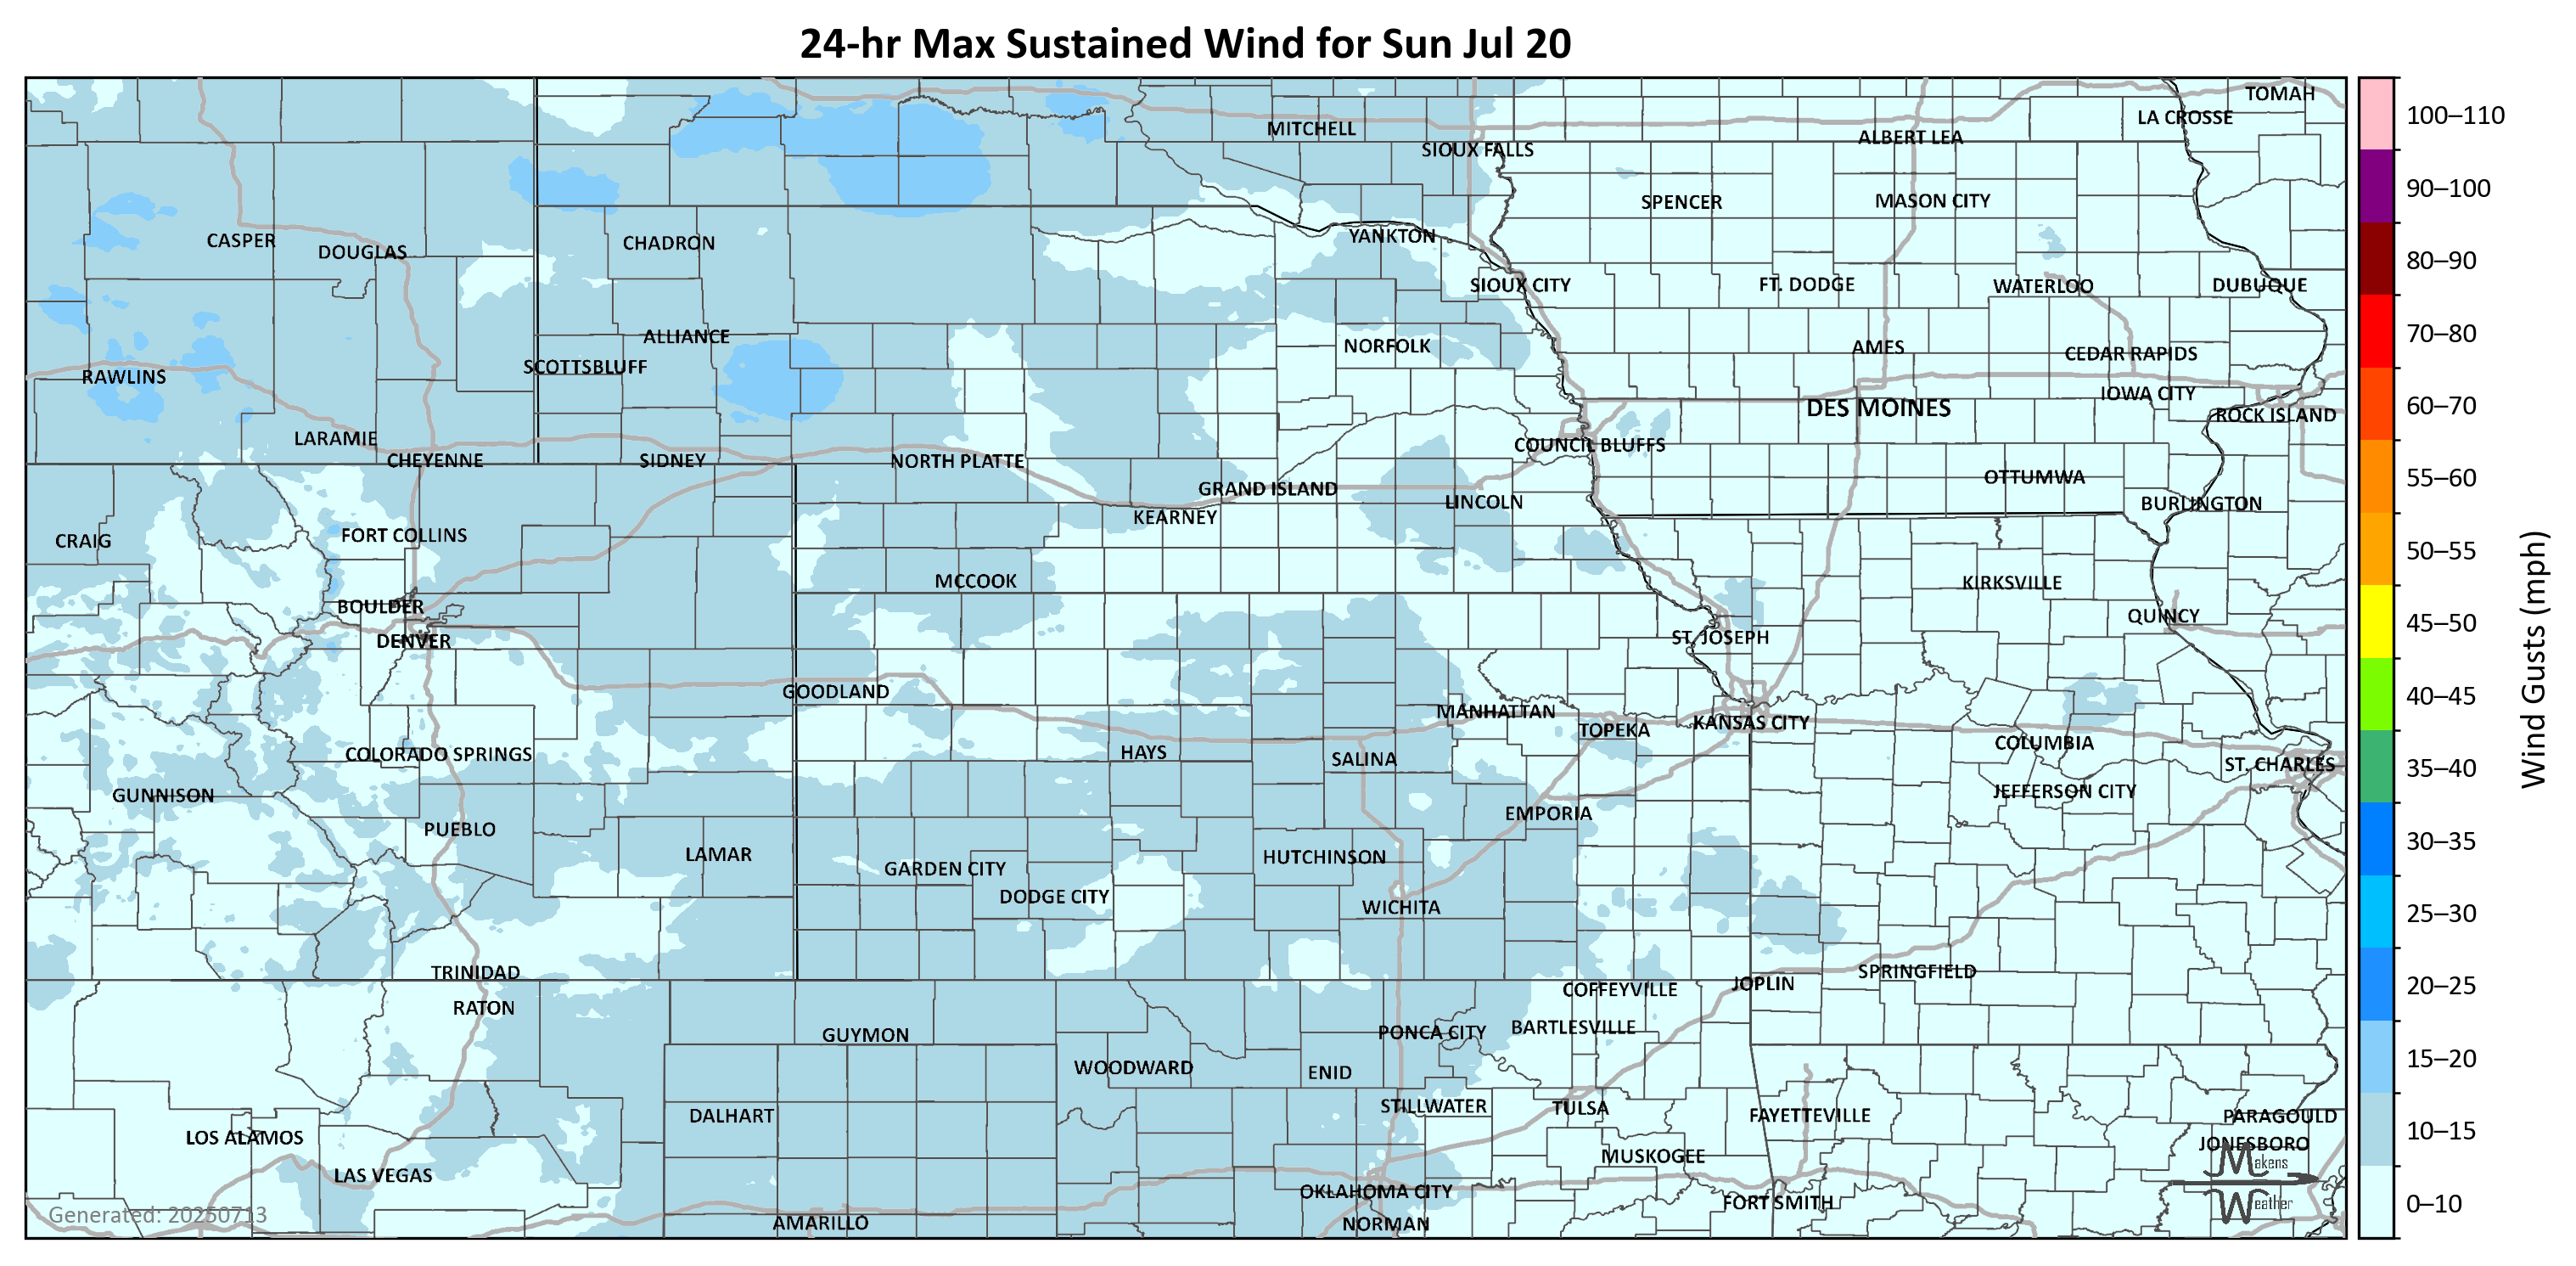 24-hr Max Sustained Wind for Sun Jul 20
TOMAH
LA CROSSE
MITCHELL
ALBERT LEA
SIOUX FALLS
SPENCER
MASON CITY
CASPER
DOUGLAS
CHADRON
YANKTON
SIOUX CITY
FT. DODGE
WATERLOO
DUBUQUE
ALLIANCE
NORFOLK
AMES
CEDAR RAPIDS
SCOTTSBLUFF
RAWLINS
IOWA CITY
DES MOINES
ROCK ISLAND
LARAMIE
COUNCIL BLUFFS
CHEYENNE
SIDNEY
NORTH PLATTE
OTTUMWA
GRAND ISLAND
LINCOLN
BURLINGTON
KEARNEY
CRAIG
FORT COLLINS
MCCOOK
KIRKSVILLE
BOULDER
QUINCY
DENVER
ST. JOSEPH
GOODLAND
MANHATTAN
TOPEKA
KANSAS CITY
COLUMBIA
COLORADO SPRINGS
HAYS
SALINA
ST. CHARLES
GUNNISON
JEFFERSON CITY
EMPORIA
PUEBLO
LAMAR
GARDEN CITY
HUTCHINSON
DODGE CITY
WICHITA
TRINIDAD
SPRINGFIELD
JOPLIN
COFFEYVILLE
RATON
GUYMON
PONCA CITY
BARTLESVILLE
WOODWARD
ENID
STILLWATER
TULSA
DALHART
FAYETTEVILLE
PARAGOULD
LOS ALAMOS
JONESBORO
MUSKOGEE
LAS VEGAS
OKLAHOMA CITY
FORT SMITH
AMARILLO
NORMAN
Generated: 20250713
Makens
Weather
100–110
90–100
80–90
70–80
60–70
55–60
50–55
45–50
40–45
35–40
30–35
25–30
20–25
15–20
10–15
0–10
Wind Gusts (mph)